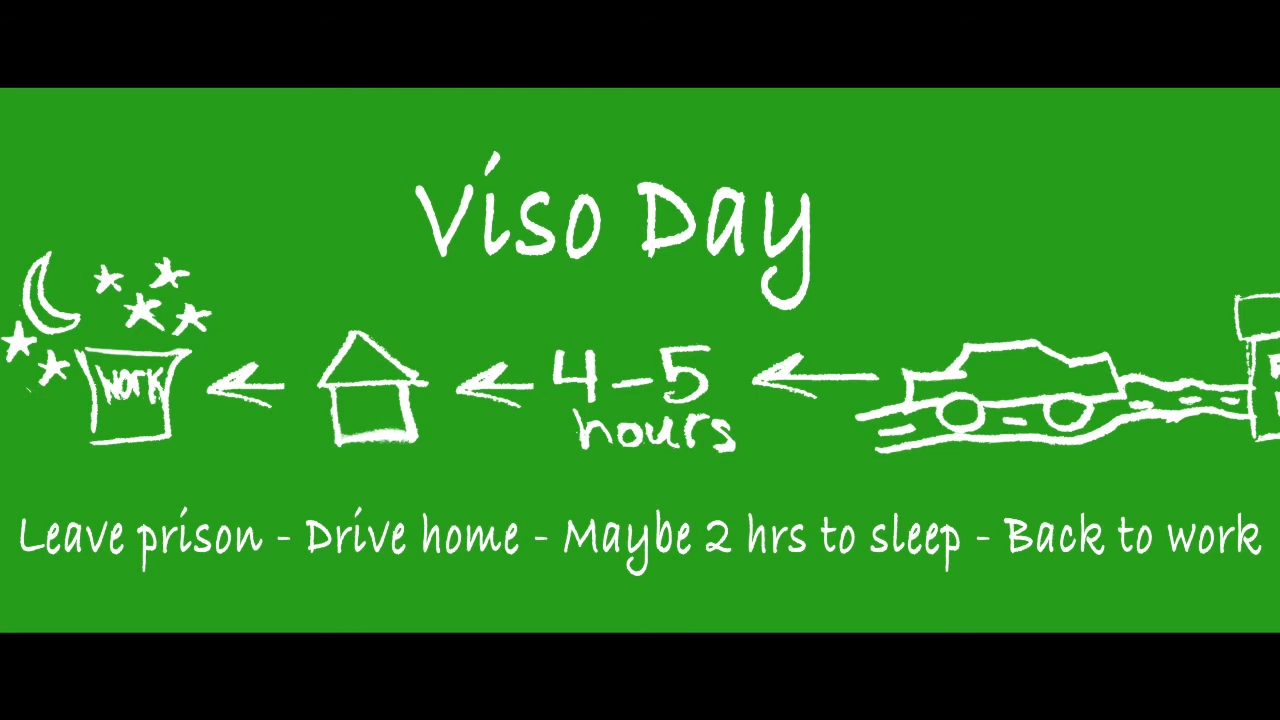 Viso Day
WORK
4-5
hours
Leave prison - Drive home - Maybe 2 hrs to sleep - Back to work